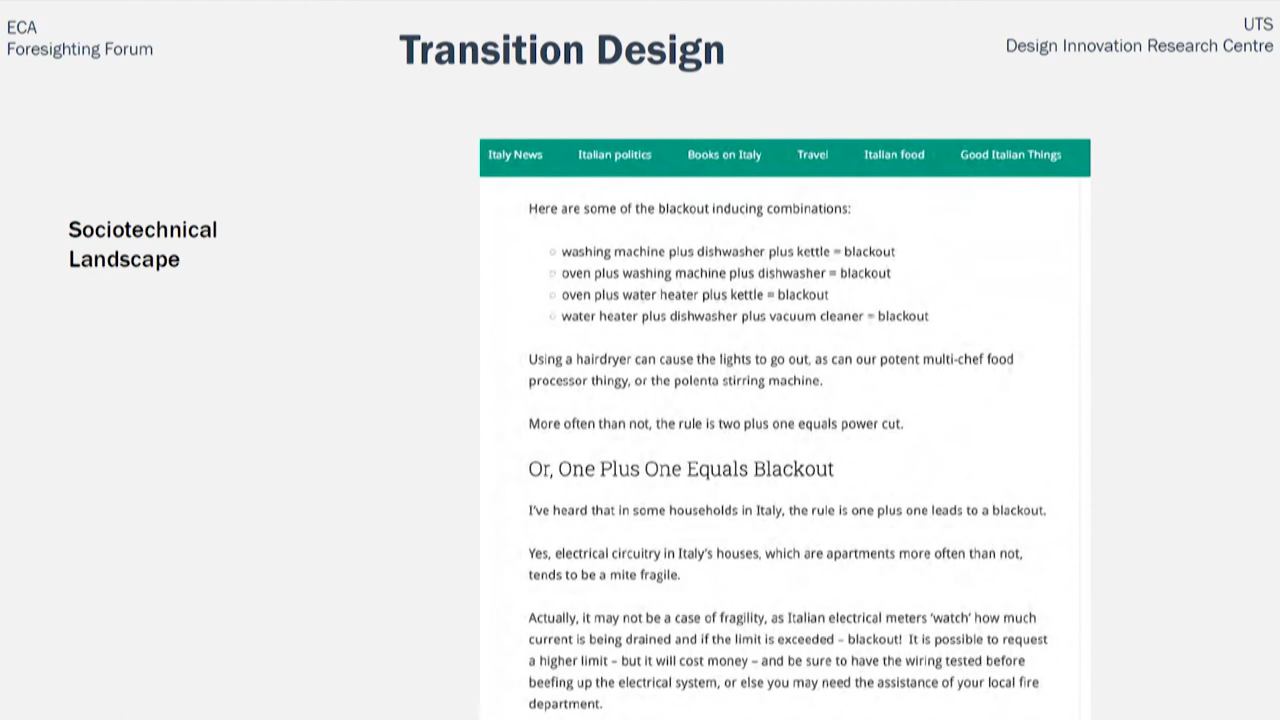 ECA
Foresighting Forum
Transition Design
UTS
Design Innovation Research Centre
Sociotechnical
Landscape
Italy News Italian politics Books on Italy Travel Italian food Good Italian Things
Here are some of the blackout inducing combinations:
washing machine plus dishwasher plus kettle = blackout
oven plus washing machine plus dishwasher = blackout
oven plus water heater plus kettle = blackout
water heater plus dishwasher plus vacuum cleaner = blackout
Using a hairdryer can cause the lights to go out, as can our potent multi-chef food
processor thingy, or the polenta stirring machine.
More often than not, the rule is two plus one equals power cut.
Or, One Plus One Equals Blackout
I've heard that in some households in Italy, the rule is one plus one leads to a blackout.
Yes, electrical circuitry in Italy's houses, which are apartments more often than not,
tends to be a mite fragile.
Actually, it may not be a case of fragility, as Italian electrical meters 'watch' how much
current is being drained and if the limit is exceeded – blackout! It is possible to request
a higher limit – but it will cost money – and be sure to have the wiring tested before
beefing up the electrical system, or else you may need the assistance of your local fire
department.